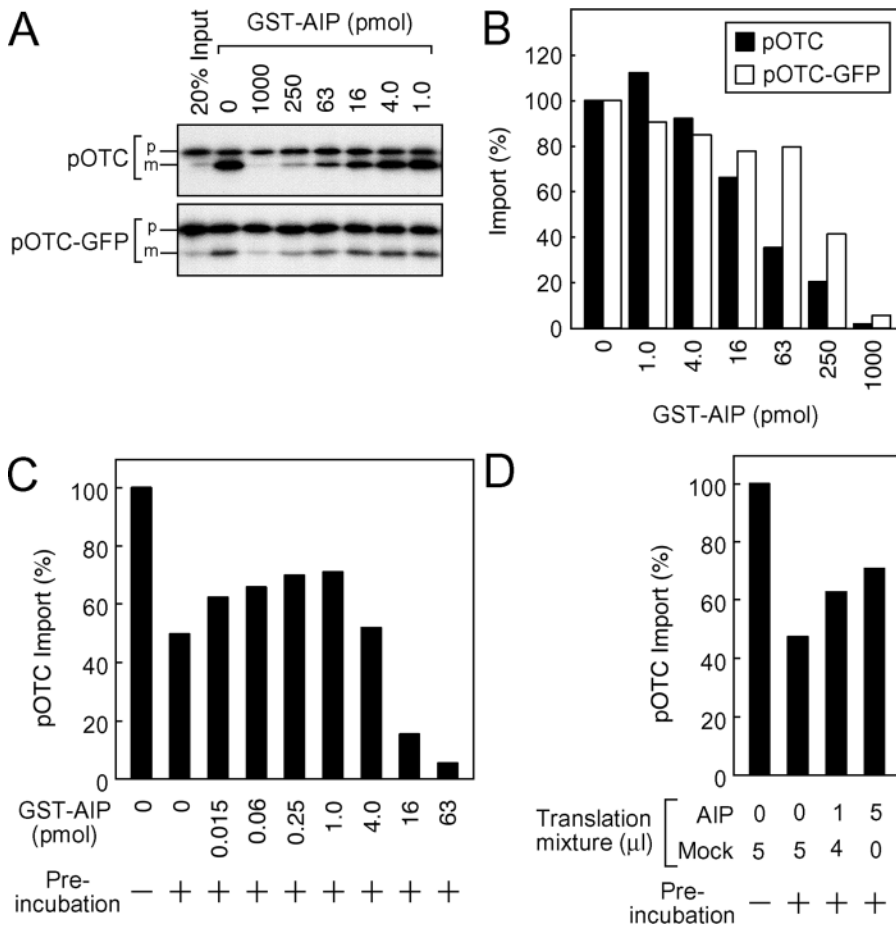 A
GST-AIP (pmol)
20% Input
0
1000
250
63
16
4.0
1.0
pOTC
p
m
pOTC-GFP
p
m
B
pOTC
pOTC-GFP
120
100
80
60
40
20
0
Import (%)
0
1.0
4.0
16
63
250
1000
GST-AIP (pmol)
C
100
80
60
40
20
0
pOTC Import (%)
GST-AIP (pmol)
0
0
0.015
0.06
0.25
1.0
4.0
16
63
Pre-incubation
− + + + + + + + +
D
100
80
60
40
20
0
pOTC Import (%)
Translation mixture (μl)
AIP 0 0 1 5
Mock 5 5 4 0
Pre-incubation
− + + +